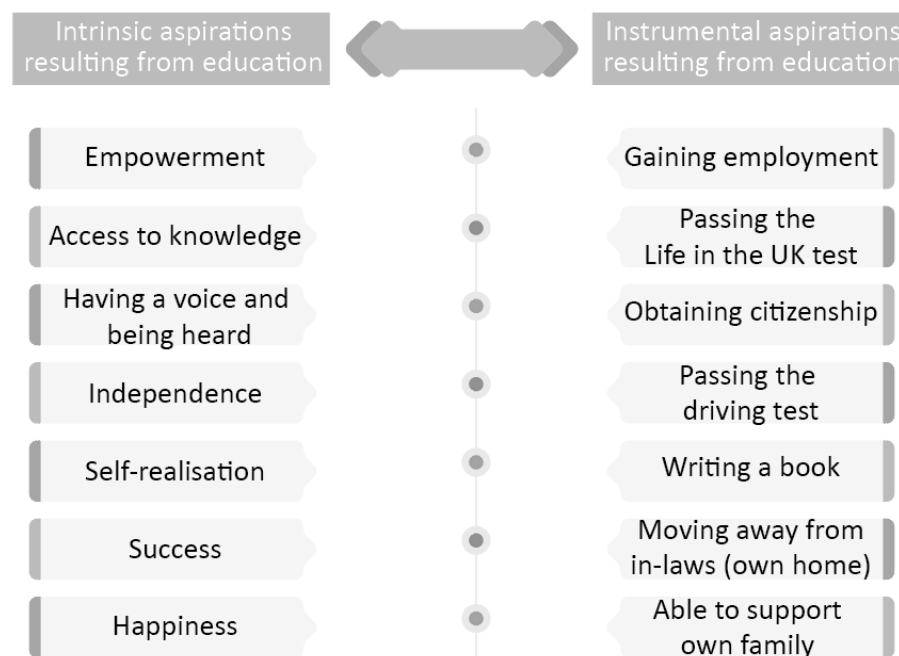 Intrinsic aspirations
resulting from education
Instrumental aspirations
resulting from education
Empowerment
Gaining employment
Access to knowledge
Passing the
Life in the UK test
Having a voice and
being heard
Obtaining citizenship
Independence
Passing the
driving test
Self-realisation
Writing a book
Success
Moving away from
in-laws (own home)
Happiness
Able to support
own family